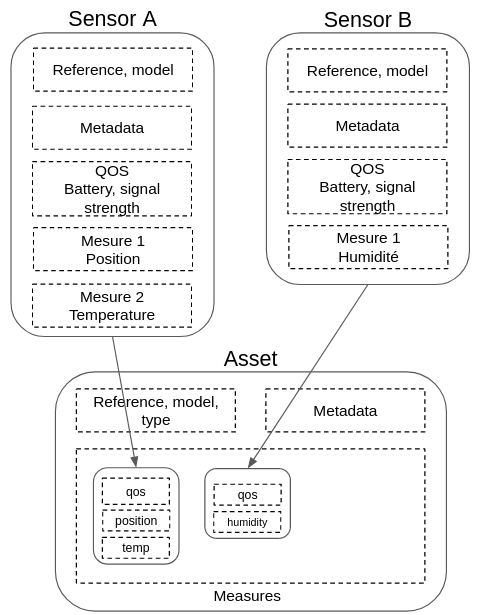 Sensor A
Reference, model
Metadata
QOS
Battery, signal
strength
Mesure 1
Position
Mesure 2
Temperature
Sensor B
Reference, model
Metadata
QOS
Battery, signal
strength
Mesure 1
Humidité
Asset
Reference, model,
type
Metadata
qos
position
temp
qos
humidity
Measures